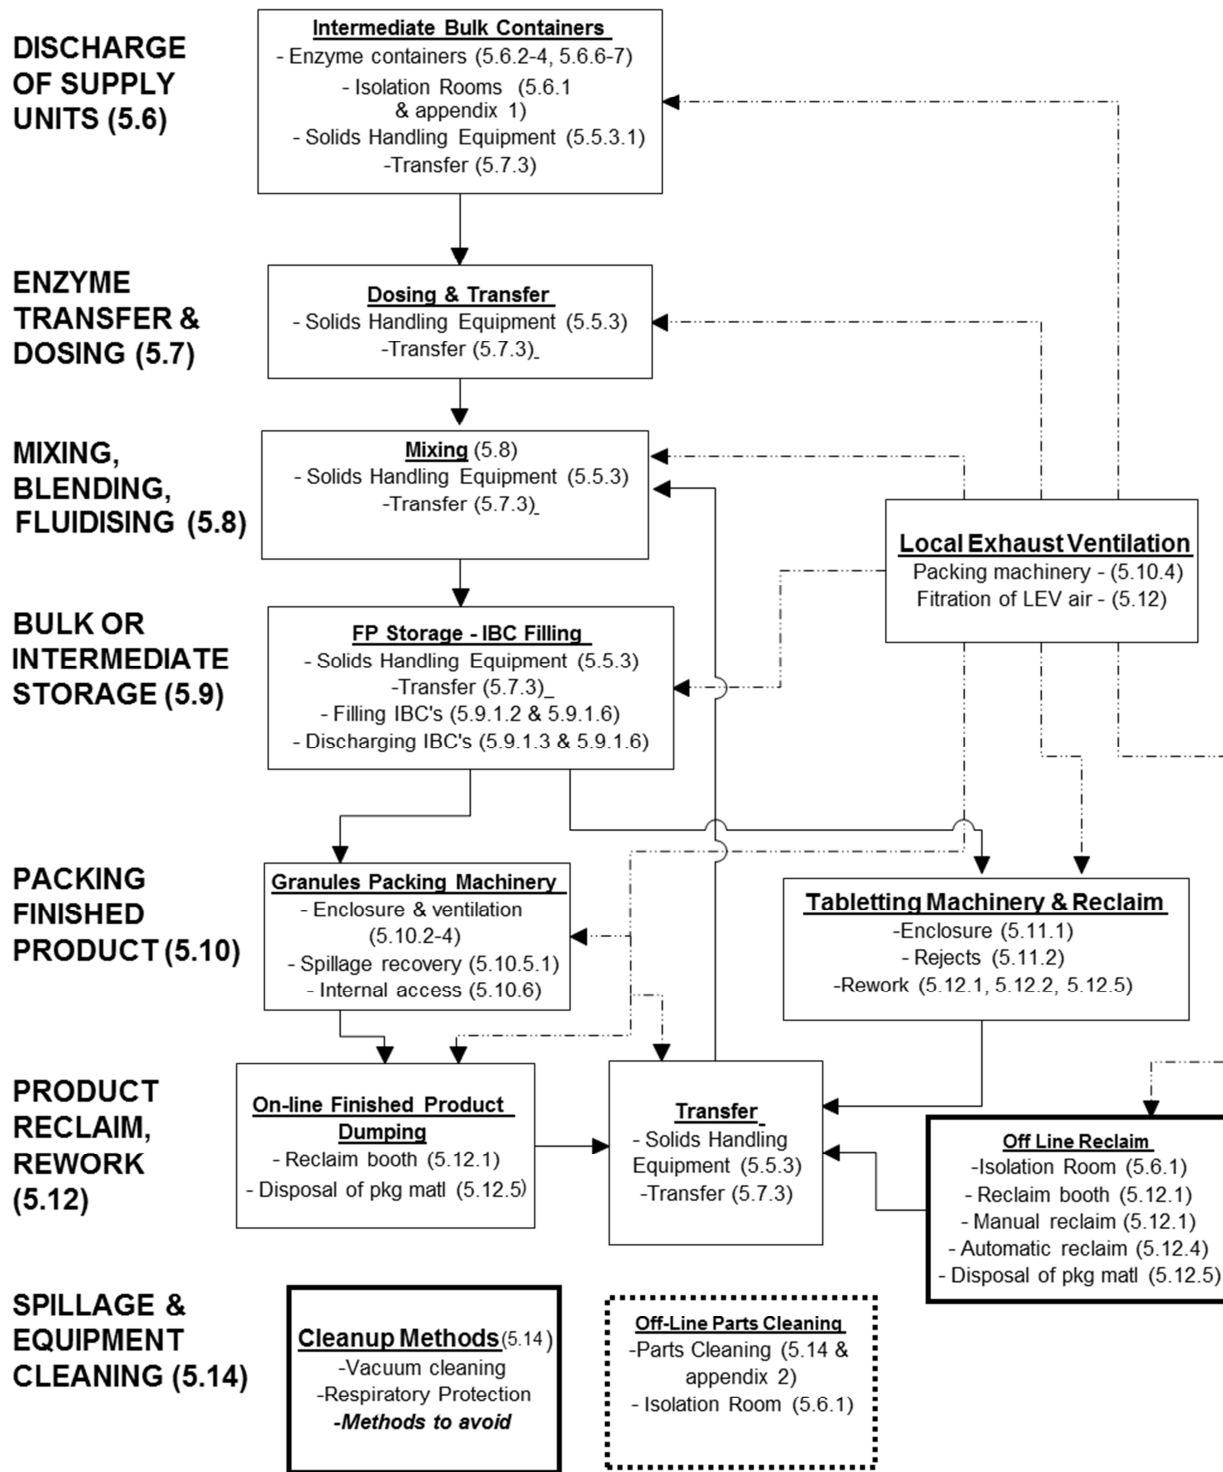 DISCHARGE
OF SUPPLY
UNITS (5.6)
Intermediate Bulk Containers
- Enzyme containers (5.6.2-4, 5.6.6-7)
- Isolation Rooms (5.6.1
& appendix 1)
- Solids Handling Equipment (5.5.3.1)
-Transfer (5.7.3)
ENZYME
TRANSFER &
DOSING (5.7)
Dosing & Transfer
- Solids Handling Equipment (5.5.3)
-Transfer (5.7.3)
MIXING,
BLENDING,
FLUIDISING (5.8)
Mixing (5.8)
- Solids Handling Equipment (5.5.3)
-Transfer (5.7.3)
Local Exhaust Ventilation
Packing machinery - (5.10.4)
Fitration of LEV air - (5.12)
BULK OR
INTERMEDIATE
STORAGE (5.9)
FP Storage - IBC Filling
- Solids Handling Equipment (5.5.3)
-Transfer (5.7.3)
- Filling IBC's (5.9.1.2 & 5.9.1.6)
- Discharging IBC's (5.9.1.3 & 5.9.1.6)
PACKING
FINISHED
PRODUCT (5.10)
Granules Packing Machinery
- Enclosure & ventilation
(5.10.2-4)
- Spillage recovery (5.10.5.1)
- Internal access (5.10.6)
Tabletting Machinery & Reclaim
-Enclosure (5.11.1)
- Rejects (5.11.2)
-Rework (5.12.1, 5.12.2, 5.12.5)
PRODUCT
RECLAIM,
REWORK
(5.12)
On-line Finished Product
Dumping
- Reclaim booth (5.12.1)
- Disposal of pkg matl (5.12.5)
Transfer
- Solids Handling
Equipment (5.5.3)
-Transfer (5.7.3)
Off Line Reclaim
-Isolation Room (5.6.1)
- Reclaim booth (5.12.1)
- Manual reclaim (5.12.1)
- Automatic reclaim (5.12.4)
- Disposal of pkg matl (5.12.5)
SPILLAGE &
EQUIPMENT
CLEANING (5.14)
Cleanup Methods (5.14)
-Vacuum cleaning
-Respiratory Protection
-Methods to avoid
Off-Line Parts Cleaning
-Parts Cleaning (5.14 &
appendix 2)
- Isolation Room (5.6.1)